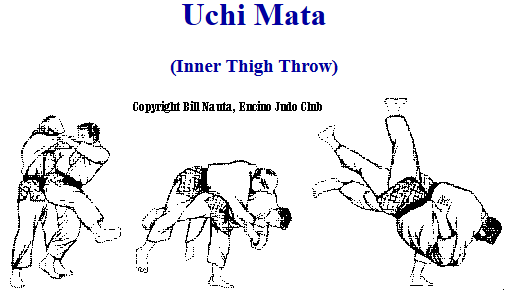 Uchi Mata
(Inner Thigh Throw)
Copyright Bill Nauta, Encino Judo Club